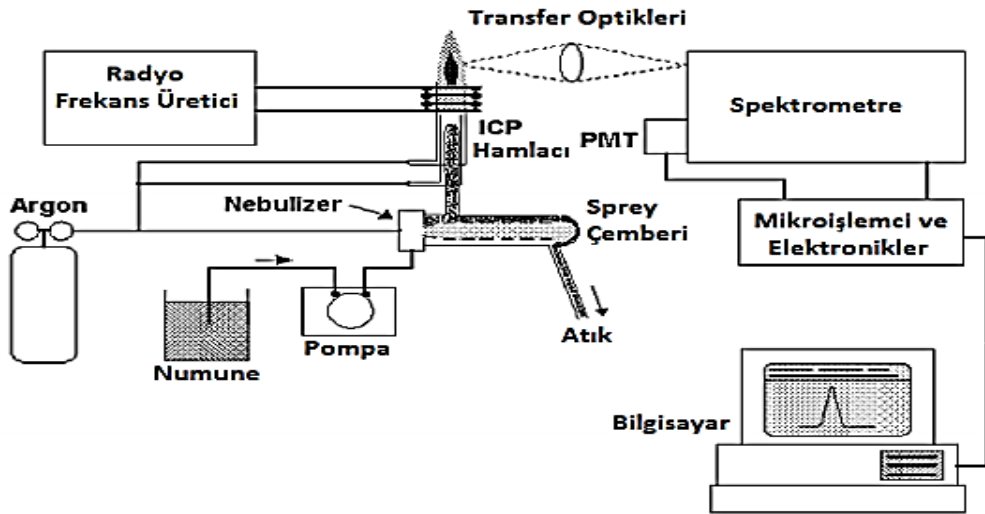 Transfer Optikleri
Radyo
Frekans Üretici
Spektrometre
ICP
Hamlacı
PMT
Argon
Nebulizer
Sprey
Çemberi
Mikroişlemci ve
Elektronikler
Pompa
Atık
Numune
Bilgisayar